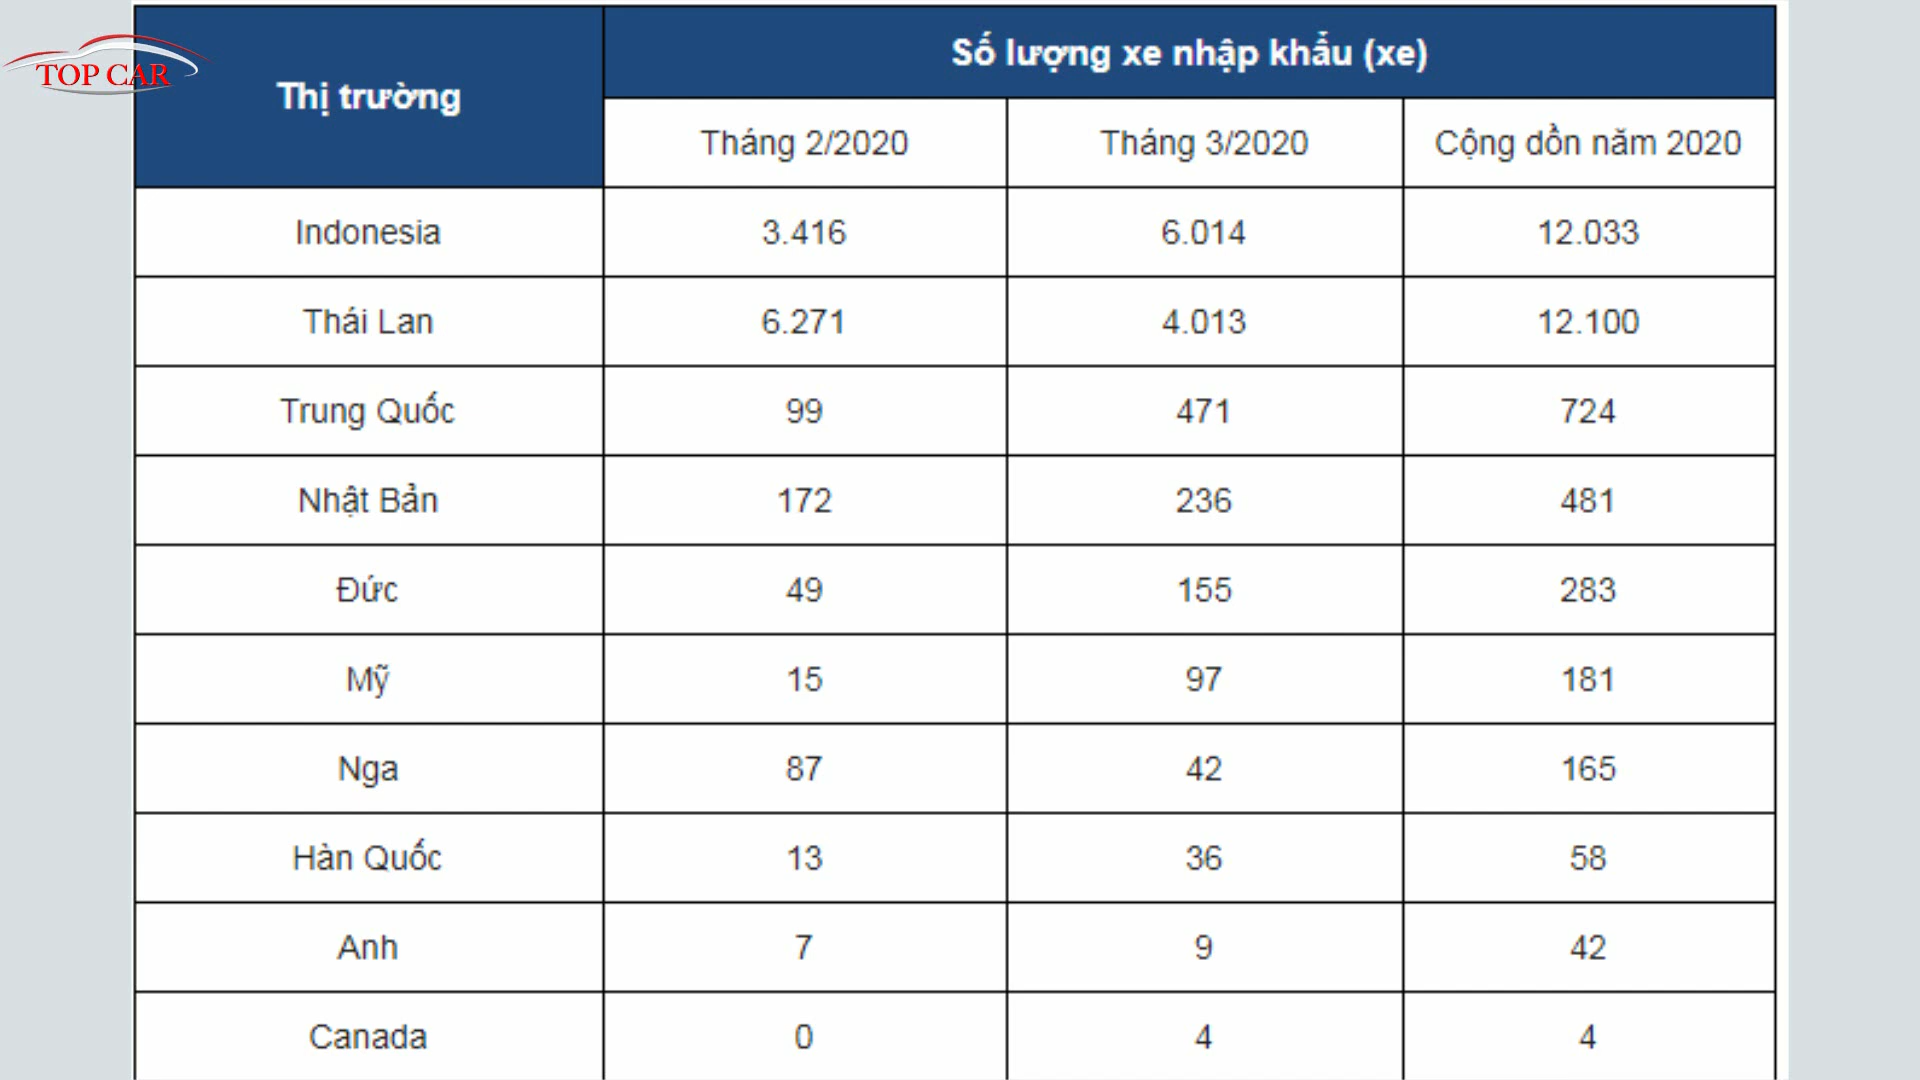 TOP CAR
Thị trường
Số lượng xe nhập khẩu (xe)
Tháng 2/2020 Tháng 3/2020 Cộng dồn năm 2020
Indonesia 3.416 6.014 12.033
Thái Lan 6.271 4.013 12.100
Trung Quốc 99 471 724
Nhật Bản 172 236 481
Đức 49 155 283
Mỹ 15 97 181
Nga 87 42 165
Hàn Quốc 13 36 58
Anh 7 9 42
Canada 0 4 4